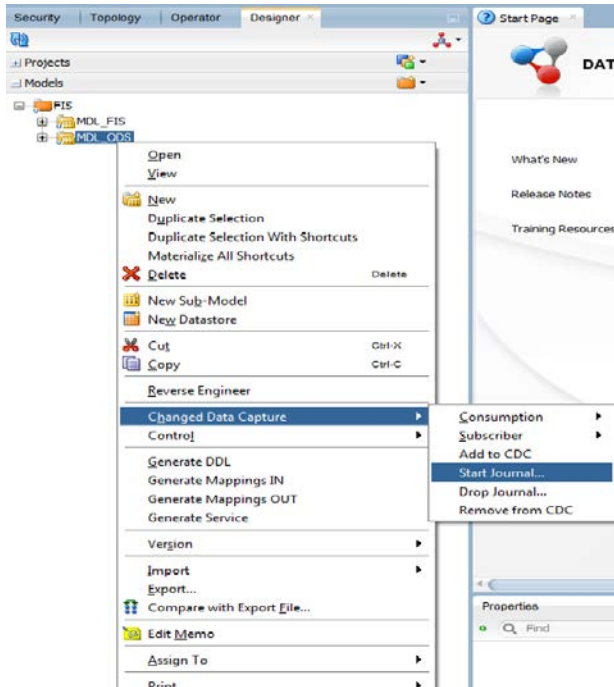 Security Topology Operator Designer
Start Page
Projects
Models
DAT
FIS
MDL_FIS
MDL_ODS
Open
View
New
Duplicate Selection
Duplicate Selection With Shortcuts
Materialize All Shortcuts
Delete Delete
New Sub-Model
New Datastore
Cut Ctrl-X
Copy Ctrl-C
Reverse Engineer
Changed Data Capture
Control
Generate DDL
Generate Mappings IN
Generate Mappings OUT
Generate Service
Version
Import
Export...
Compare with Export File...
Edit Memo
Assign To
Print
Consumption
Subscriber
Add to CDC
Start Journal...
Drop Journal...
Remove from CDC
What's New
Release Notes
Training Resources
Properties
Find